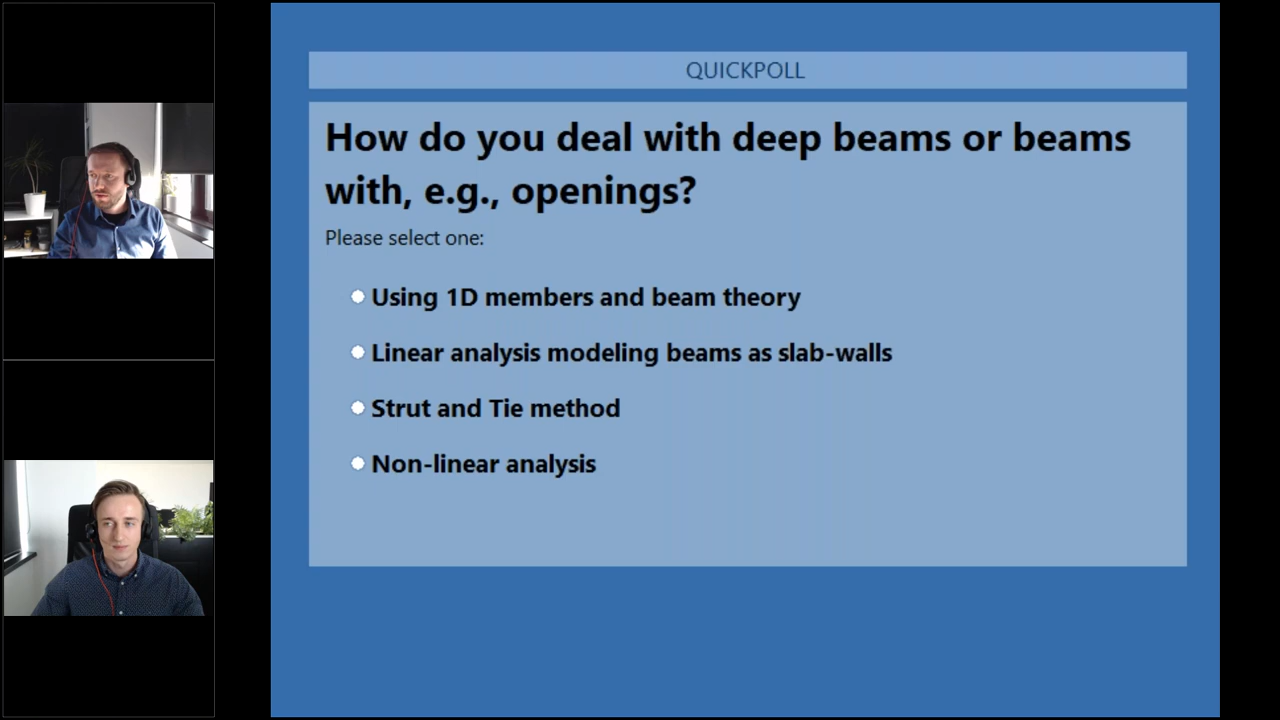 QUICKPOLL
How do you deal with deep beams or beams
with, e.g., openings?
Please select one:
Using 1D members and beam theory
Linear analysis modeling beams as slab-walls
Strut and Tie method
Non-linear analysis